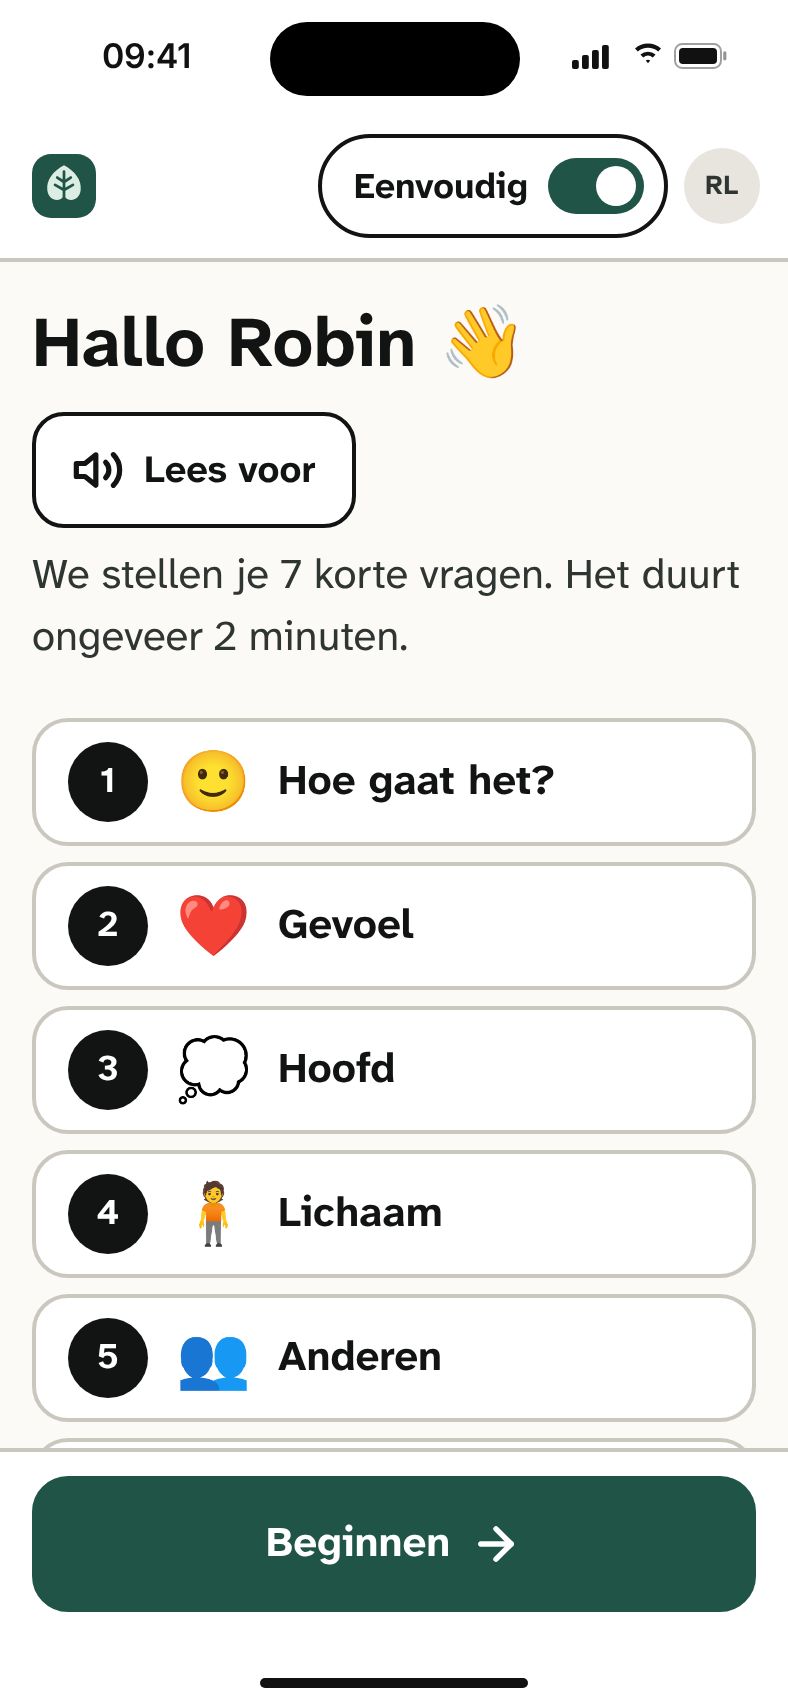 09:41
Eenvoudig
RL
Hallo Robin 👋
Lees voor
We stellen je 7 korte vragen. Het duurt
ongeveer 2 minuten.
1 🙂 Hoe gaat het?
2 ❤️ Gevoel
3 💭 Hoofd
4 🧍 Lichaam
5 👥 Anderen
Beginnen →